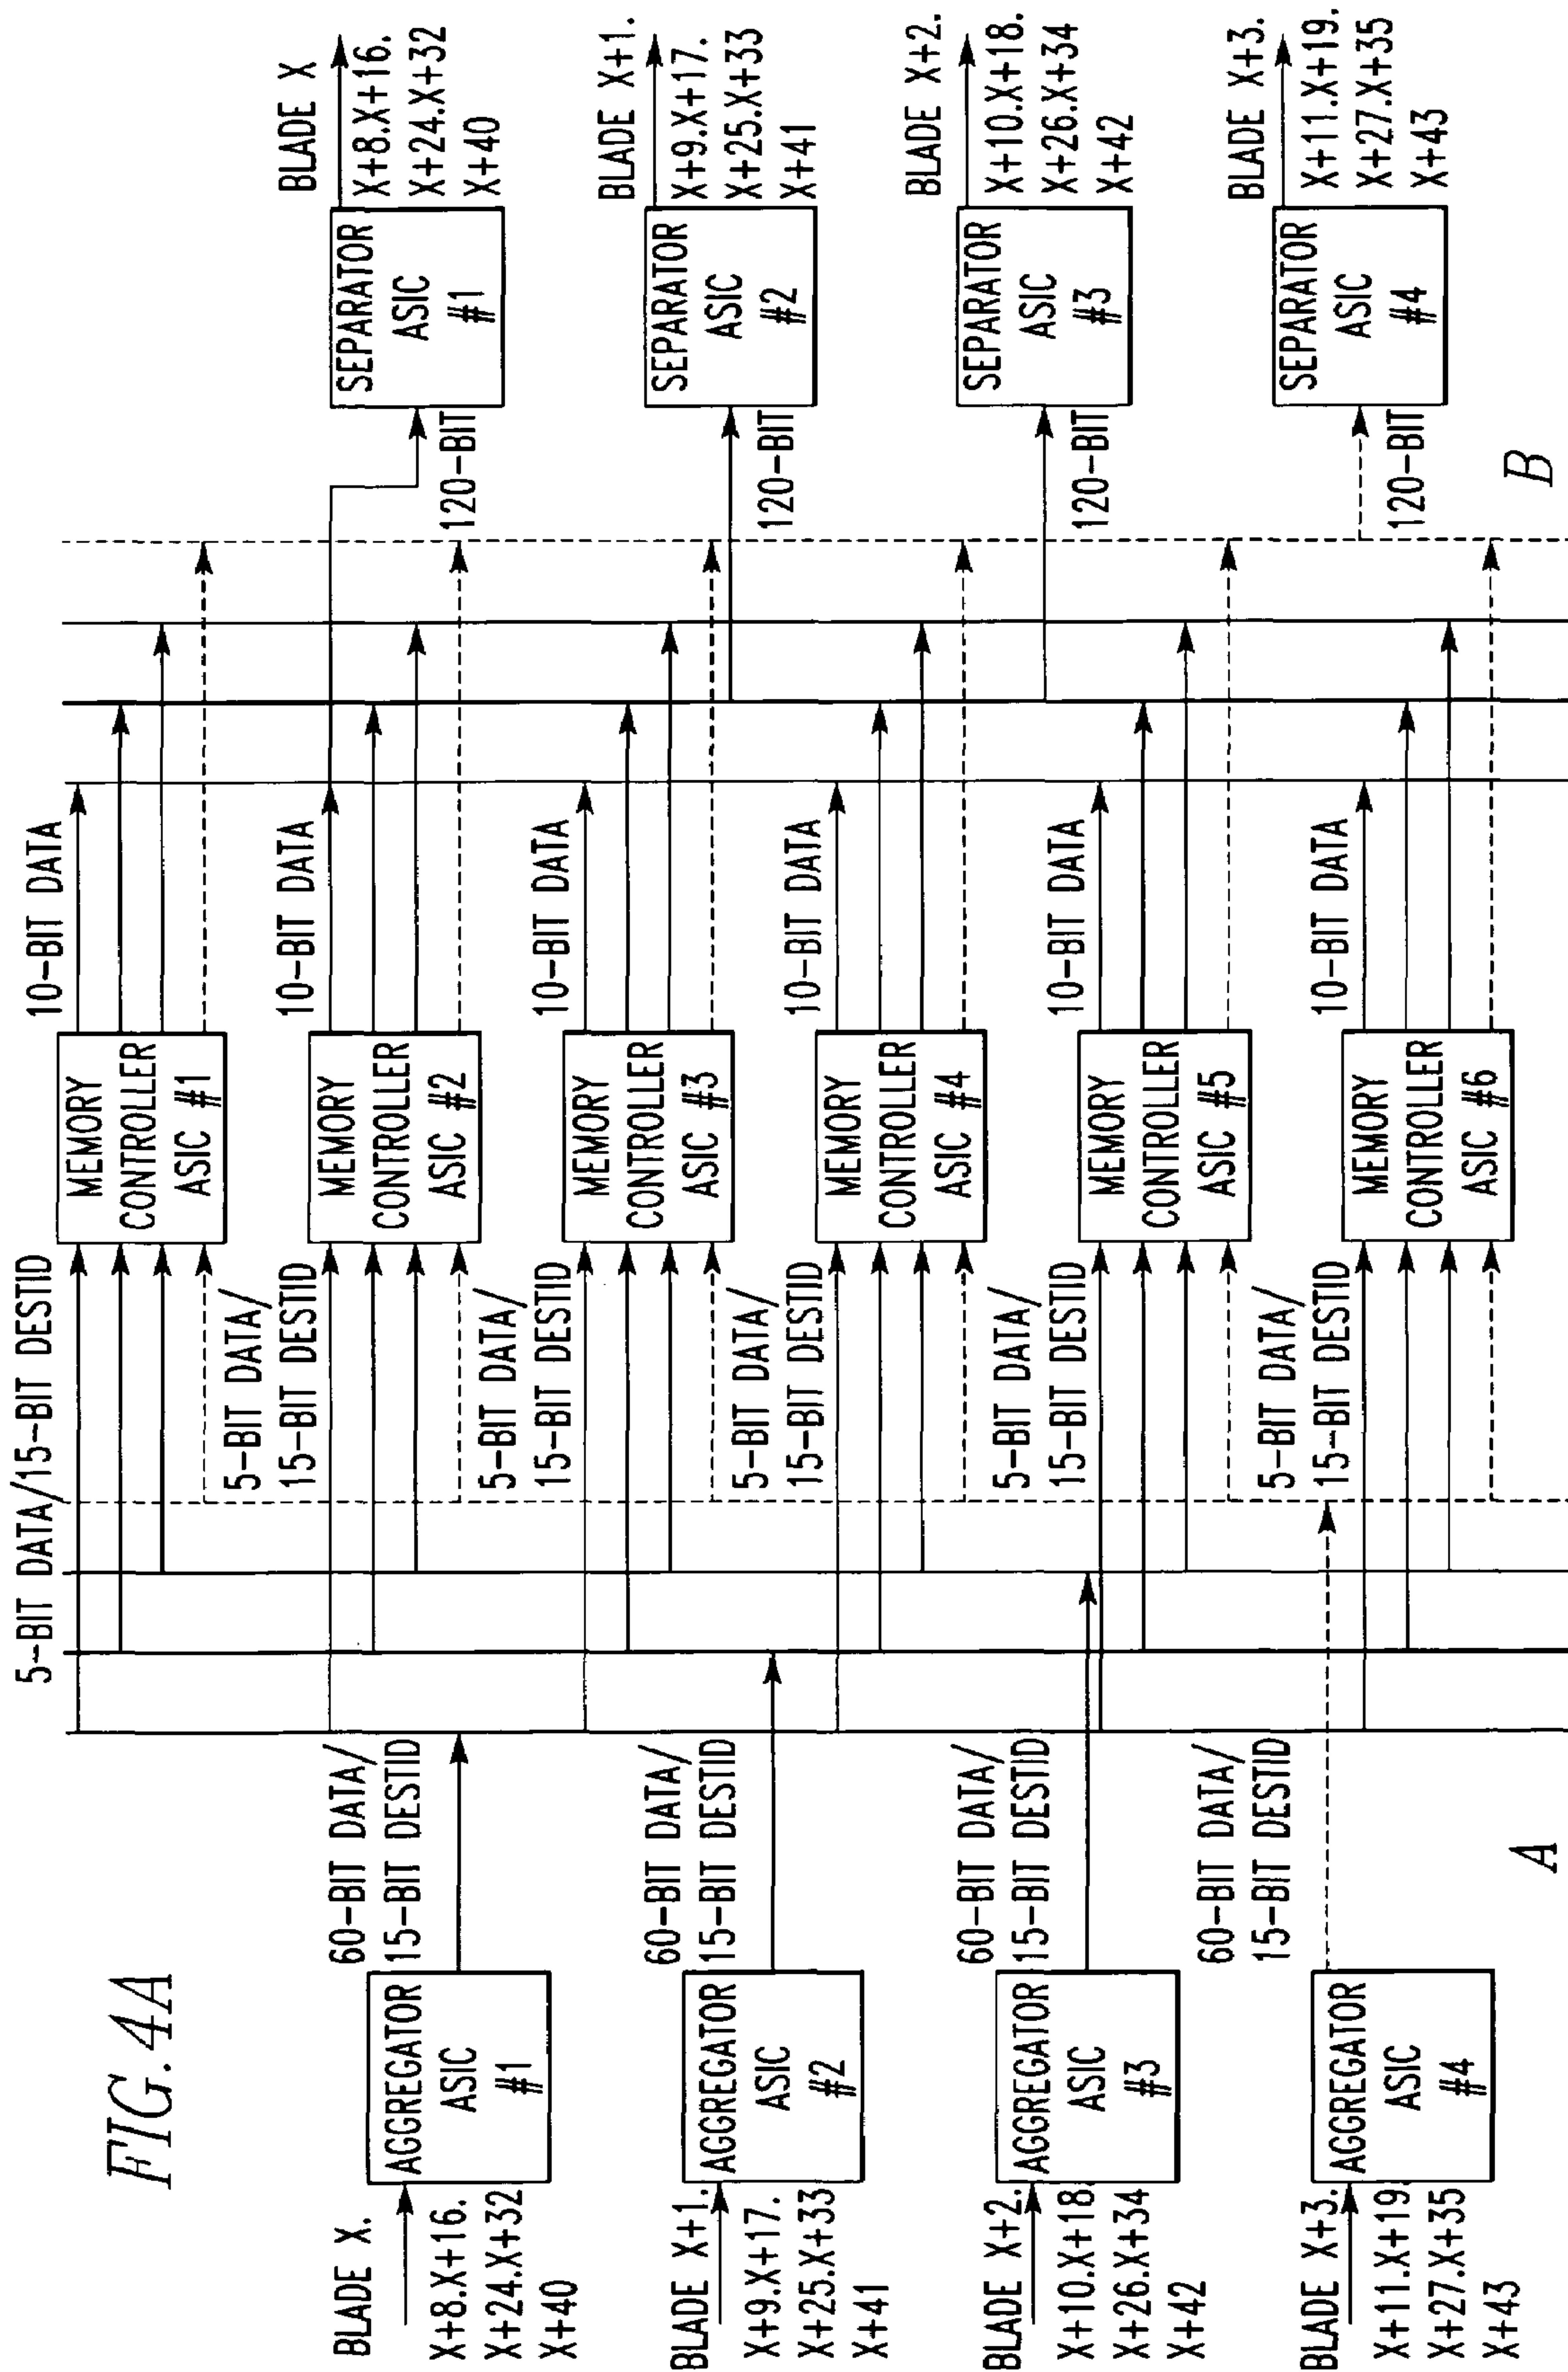 FIG. 4A
BLADE X.
X+8.X+16.
X+24.X+32
X+40
AGGREGATOR
ASIC
#1
60-BIT DATA/
15-BIT DESTID
BLADE X+1.
X+9.X+17.
X+25.X+33
X+41
AGGREGATOR
ASIC
#2
60-BIT DATA/
15-BIT DESTID
BLADE X+2.
X+10.X+18.
X+26.X+34
X+42
AGGREGATOR
ASIC
#3
60-BIT DATA/
15-BIT DESTID
BLADE X+3.
X+11.X+19.
X+27.X+35
X+43
AGGREGATOR
ASIC
#4
60-BIT DATA/
15-BIT DESTID
A
5-BIT DATA/15-BIT DESTID
MEMORY
CONTROLLER
ASIC #1
10-BIT DATA
5-BIT DATA/
15-BIT DESTID
MEMORY
CONTROLLER
ASIC #2
10-BIT DATA
5-BIT DATA/
15-BIT DESTID
MEMORY
CONTROLLER
ASIC #3
10-BIT DATA
5-BIT DATA/
15-BIT DESTID
MEMORY
CONTROLLER
ASIC #4
10-BIT DATA
5-BIT DATA/
15-BIT DESTID
MEMORY
CONTROLLER
ASIC #5
10-BIT DATA
5-BIT DATA/
15-BIT DESTID
MEMORY
CONTROLLER
ASIC #6
10-BIT DATA
120-BIT
SEPARATOR
ASIC
#1
BLADE X
X+8.X+16.
X+24.X+32
X+40
120-BIT
SEPARATOR
ASIC
#2
BLADE X+1.
X+9.X+17.
X+25.X+33
X+41
120-BIT
SEPARATOR
ASIC
#3
BLADE X+2.
X+10.X+18.
X+26.X+34
X+42
120-BIT
SEPARATOR
ASIC
#4
BLADE X+3.
X+11.X+19.
X+27.X+35
X+43
B